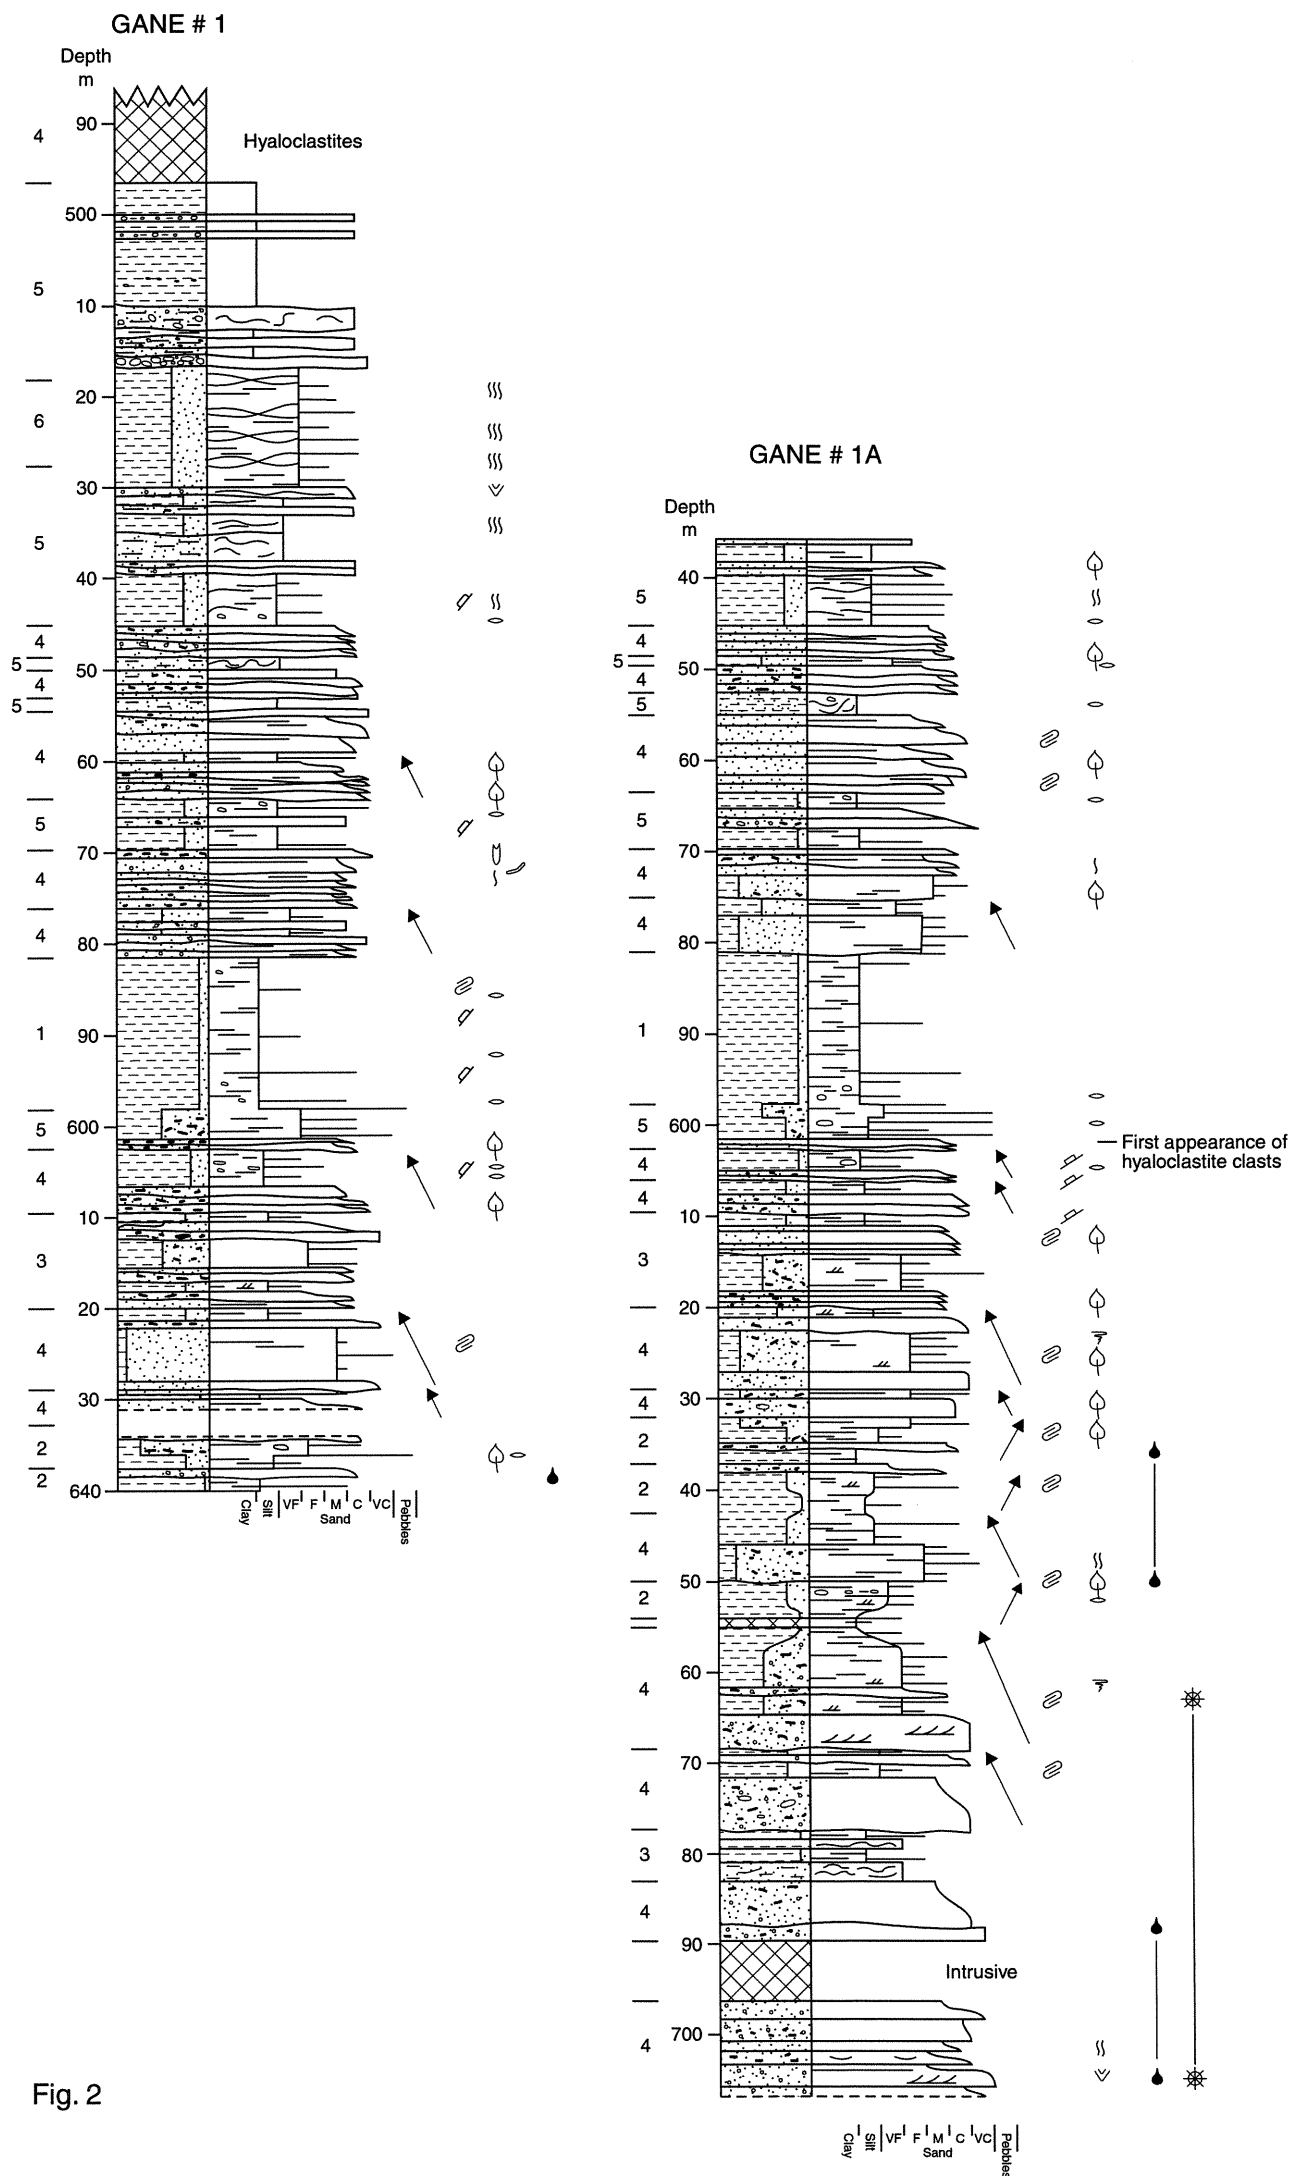 GANE # 1
Depth
m
90
4
Hyaloclastites
500
5
10
20
6
30
5
40
4
5
50
4
5
4
60
5
70
4
4
80
1
90
5
600
4
10
3
20
4
30
4
2
2
640
Clay
Silt
VF
F
M
C
VC
Pebbles
Sand
GANE # 1A
Depth
m
40
5
4
5
50
4
5
4
60
5
70
4
4
80
1
90
5
600
First appearance of
hyaloclastite clasts
4
4
10
3
20
4
30
4
2
40
2
4
50
2
60
4
70
4
3
80
4
90
Intrusive
700
4
Clay
Silt
VF
F
M
C
VC
Pebbles
Sand
Fig. 2